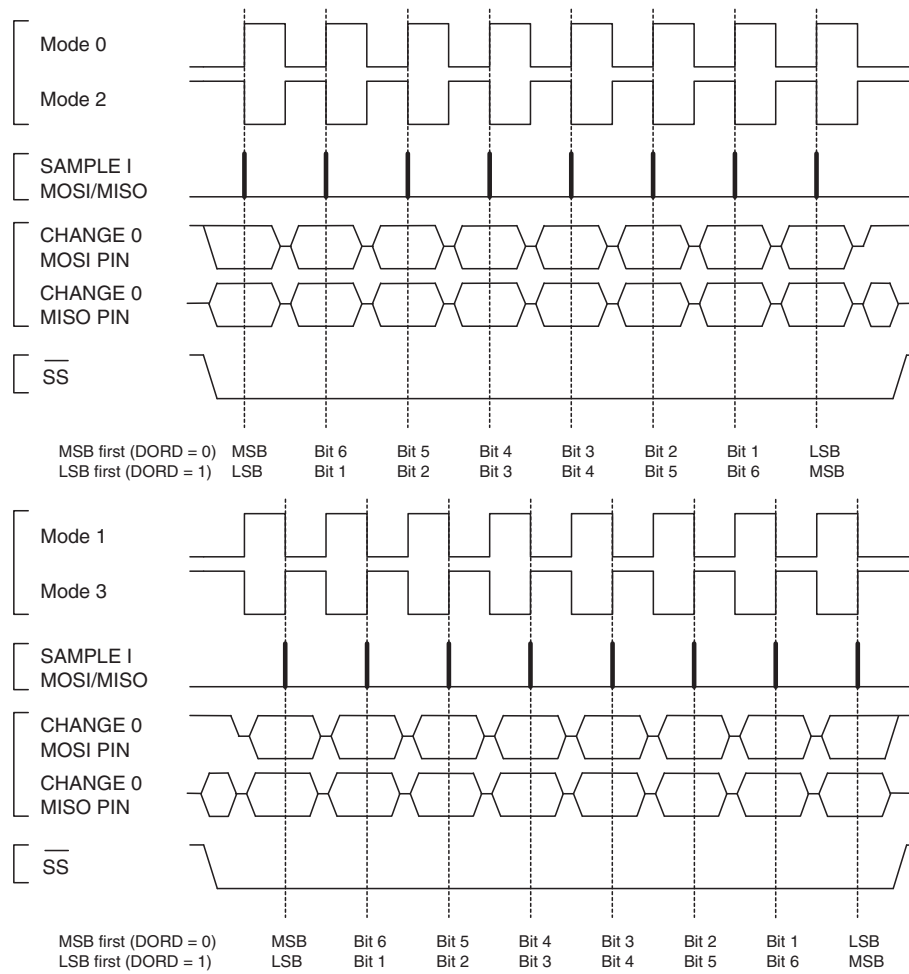 Mode 0
Mode 2
SAMPLE I
MOSI/MISO
CHANGE 0
MOSI PIN
CHANGE 0
MISO PIN
SS
MSB first (DORD = 0) MSB Bit 6 Bit 5 Bit 4 Bit 3 Bit 2 Bit 1 LSB
LSB first (DORD = 1) LSB Bit 1 Bit 2 Bit 3 Bit 4 Bit 5 Bit 6 MSB
Mode 1
Mode 3
SAMPLE I
MOSI/MISO
CHANGE 0
MOSI PIN
CHANGE 0
MISO PIN
SS
MSB first (DORD = 0) MSB Bit 6 Bit 5 Bit 4 Bit 3 Bit 2 Bit 1 LSB
LSB first (DORD = 1) LSB Bit 1 Bit 2 Bit 3 Bit 4 Bit 5 Bit 6 MSB